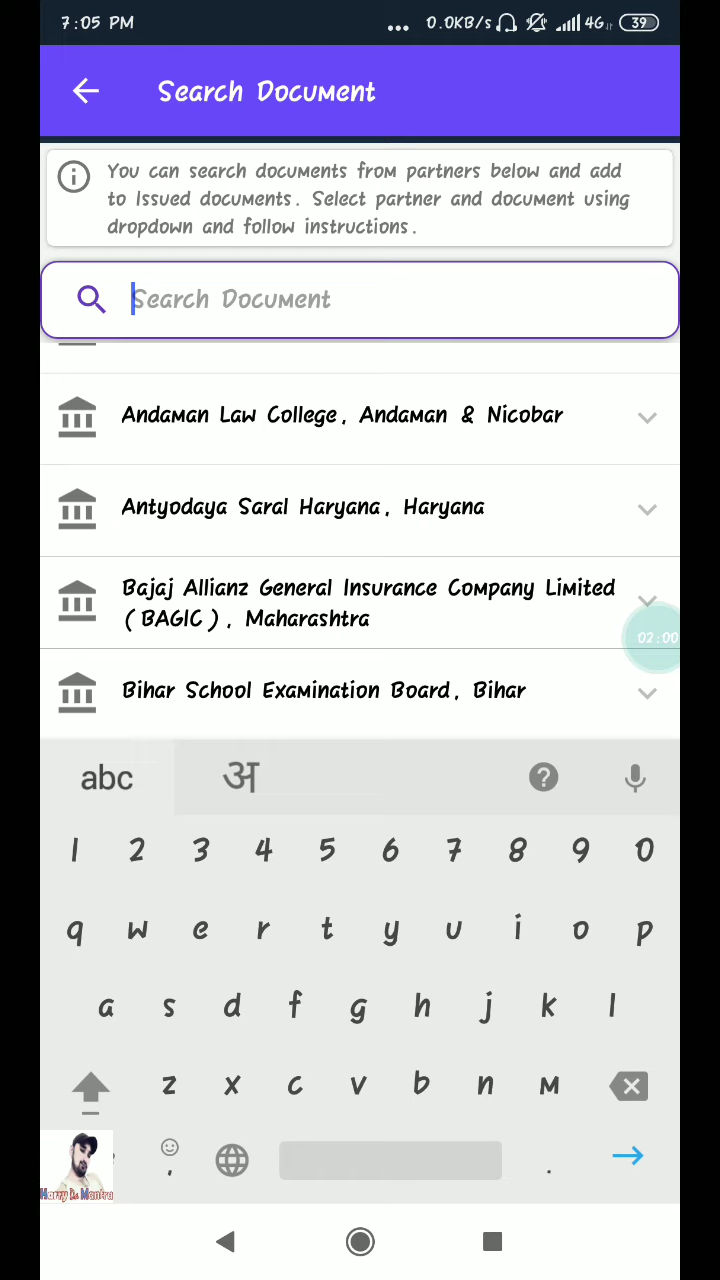 7:05 PM
... 0.0KB/s 4G 39
Search Document
You can search documents from partners below and add
to Issued documents. Select partner and document using
dropdown and follow instructions.
Search Document
Andaman Law College, Andaman & Nicobar
Antyodaya Saral Haryana, Haryana
Bajaj Allianz General Insurance Company Limited
(BAGIC), Maharashtra
02:00
Bihar School Examination Board, Bihar
abc अ
1 2 3 4 5 6 7 8 9 0
q w e r t y u i o p
a s d f g h j k l
z x c v b n m
, .
Harry Ds Mantra